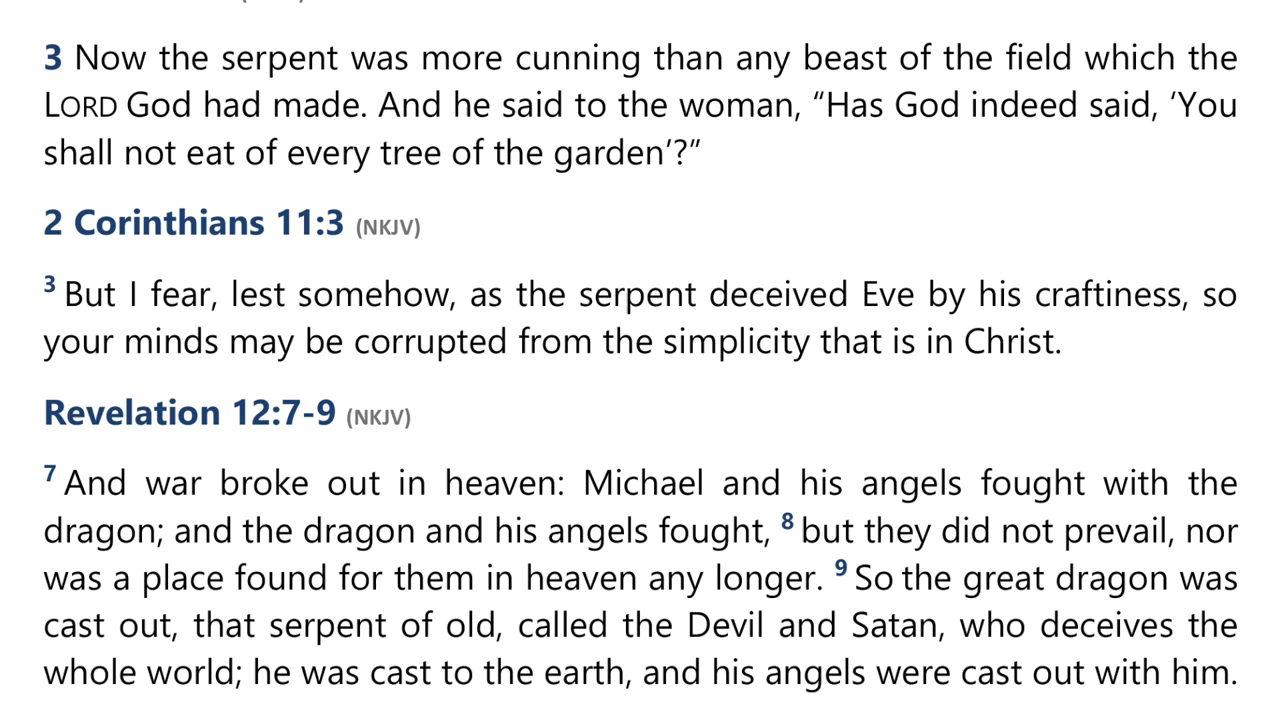 3 Now the serpent was more cunning than any beast of the field which the
LORD God had made. And he said to the woman, “Has God indeed said, ‘You
shall not eat of every tree of the garden’?”
2 Corinthians 11:3 (NKJV)
3 But I fear, lest somehow, as the serpent deceived Eve by his craftiness, so
your minds may be corrupted from the simplicity that is in Christ.
Revelation 12:7-9 (NKJV)
7 And war broke out in heaven: Michael and his angels fought with the
dragon; and the dragon and his angels fought, 8 but they did not prevail, nor
was a place found for them in heaven any longer. 9 So the great dragon was
cast out, that serpent of old, called the Devil and Satan, who deceives the
whole world; he was cast to the earth, and his angels were cast out with him.